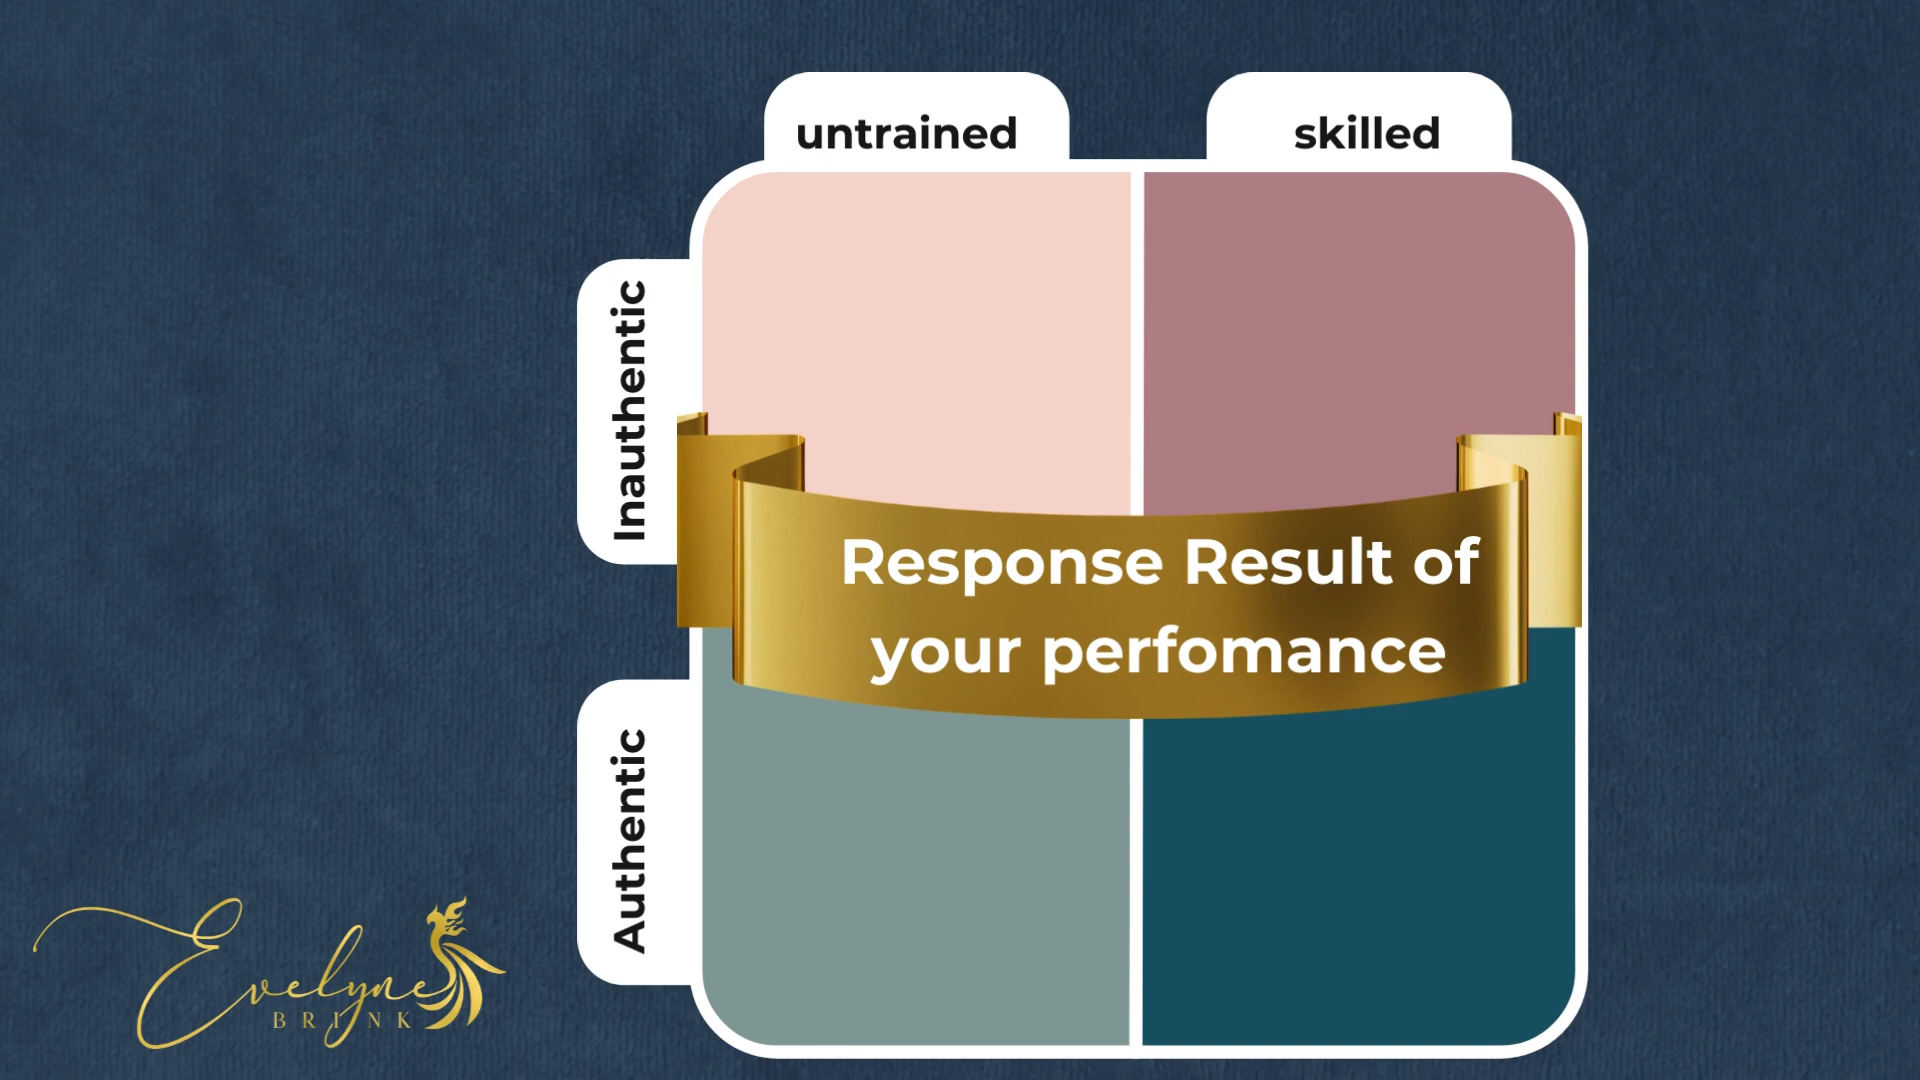 untrained
skilled
Inauthentic
Response Result of
your perfomance
Authentic
Evelyne
BRINK